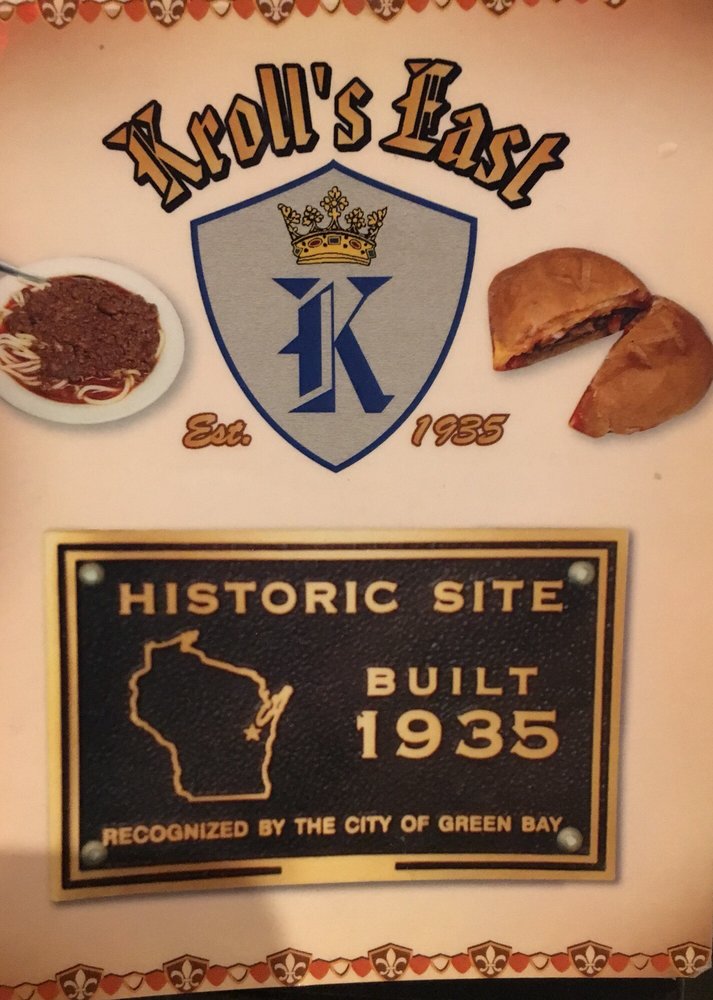 Kroll's East
K
Est. 1935
HISTORIC SITE
BUILT
1935
RECOGNIZED BY THE CITY OF GREEN BAY